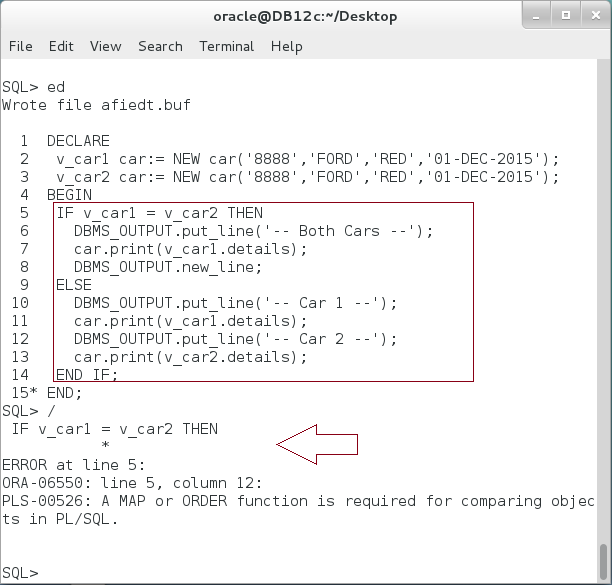 oracle@DB12c:~/Desktop
File Edit View Search Terminal Help
SQL> ed
Wrote file afiedt.buf
1 DECLARE
2 v_car1 car:= NEW car('8888','FORD','RED','01-DEC-2015');
3 v_car2 car:= NEW car('8888','FORD','RED','01-DEC-2015');
4 BEGIN
5 IF v_car1 = v_car2 THEN
6 DBMS_OUTPUT.put_line('-- Both Cars --');
7 car.print(v_car1.details);
8 DBMS_OUTPUT.new_line;
9 ELSE
10 DBMS_OUTPUT.put_line('-- Car 1 --');
11 car.print(v_car1.details);
12 DBMS_OUTPUT.put_line('-- Car 2 --');
13 car.print(v_car2.details);
14 END IF;
15* END;
SQL> /
IF v_car1 = v_car2 THEN
*
ERROR at line 5:
ORA-06550: line 5, column 12:
PLS-00526: A MAP or ORDER function is required for comparing objec
ts in PL/SQL.
SQL>